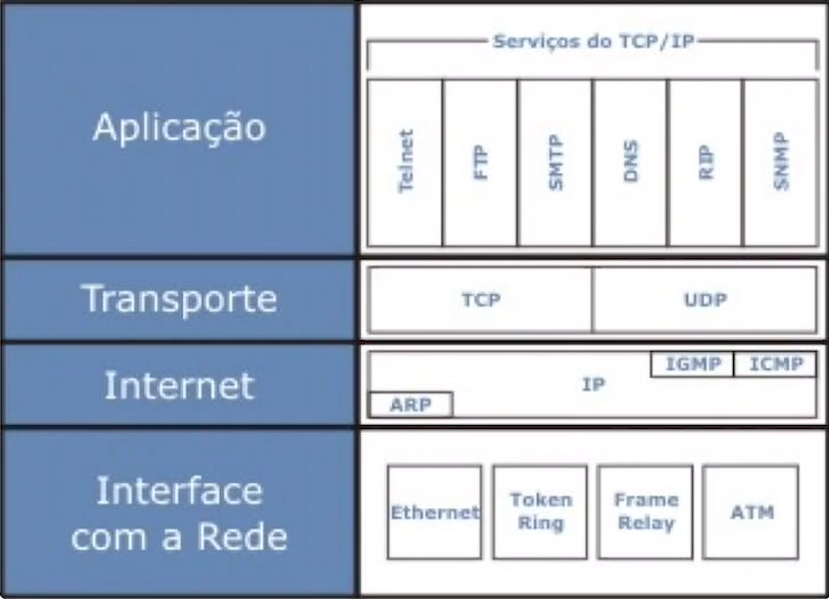 Serviços do TCP/IP
Aplicação
Telnet
FTP
SMTP
DNS
RIP
SNMP
Transporte
TCP
UDP
Internet
IGMP
ICMP
IP
ARP
Interface
com a Rede
Ethernet
Token
Ring
Frame
Relay
ATM